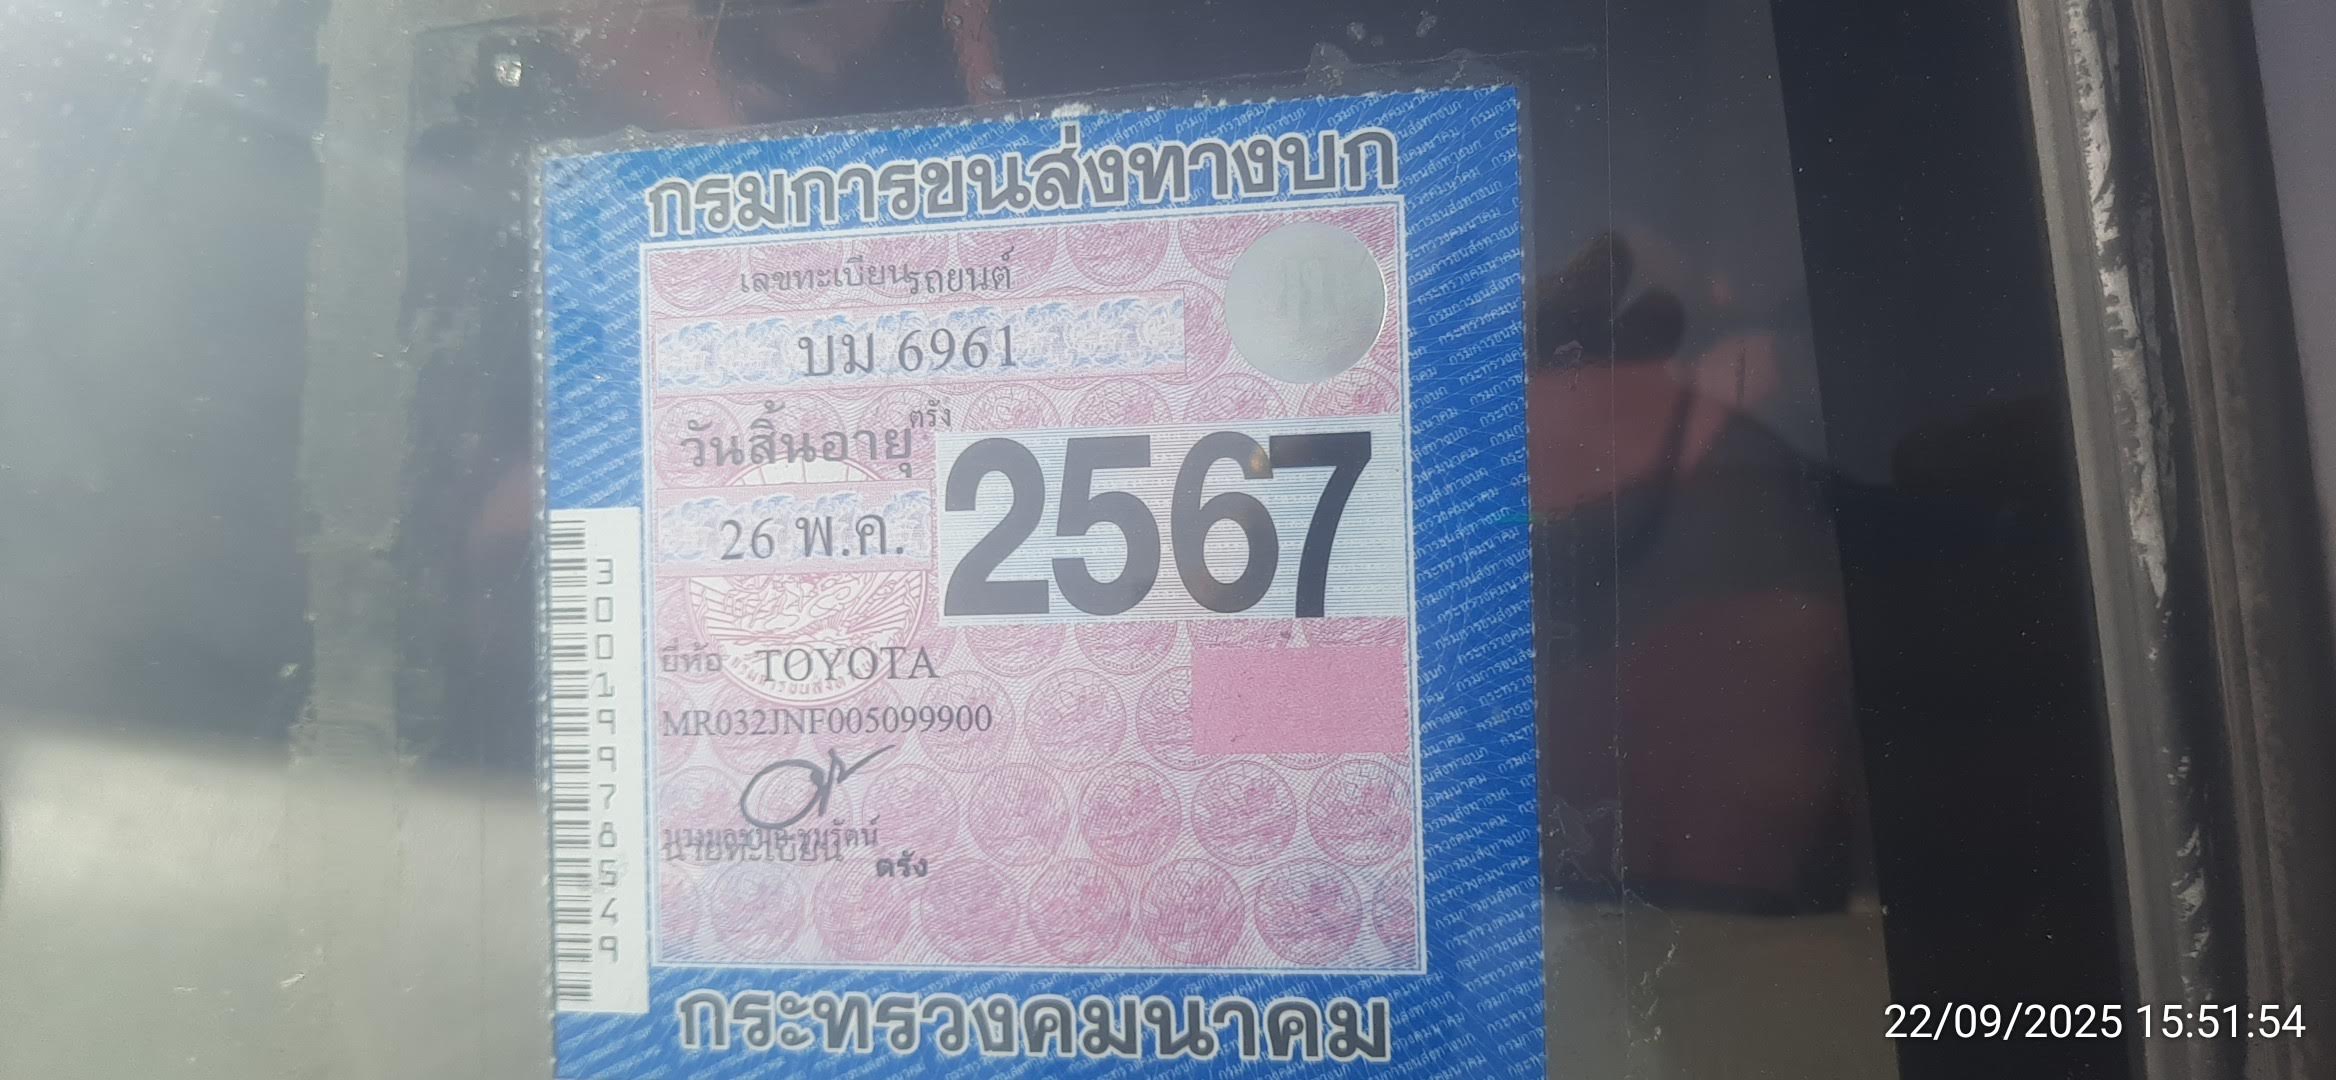 กรมการขนส่งทางบก
เลขทะเบียนรถยนต์
บม 6961
ตรัง
วันสิ้นอายุ
26 พ.ค. 2567
ยี่ห้อ TOYOTA
MR032JNF005099900
นายทะเบียน
ตรัง
30019978549
กระทรวงคมนาคม
22/09/2025 15:51:54